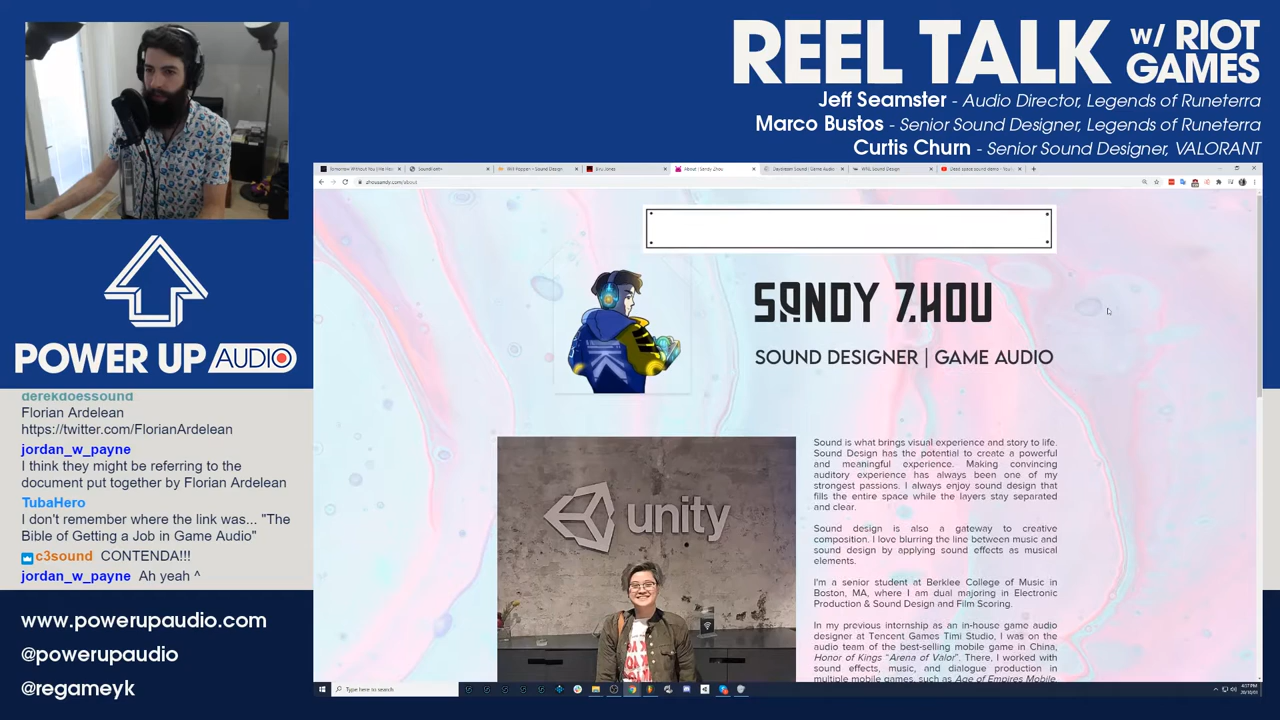 REEL TALK w/ RIOT GAMES
Jeff Seamster - Audio Director, Legends of Runeterra
Marco Bustos - Senior Sound Designer, Legends of Runeterra
Curtis Churn - Senior Sound Designer, VALORANT
POWER UP AUDIO
derekdoessound
Florian Ardelean
https://twitter.com/FlorianArdelean
jordan_w_payne
I think they might be referring to the
document put together by Florian Ardelean
TubaHero
I don't remember where the link was... "The
Bible of Getting a Job in Game Audio"
c3sound CONTENDA!!!
jordan_w_payne Ah yeah ^
www.powerupaudio.com
@powerupaudio
@regameyk
zhousandy.com/about
SANDY ZHOU
SOUND DESIGNER | GAME AUDIO
unity
Sound is what brings visual experience and story to life.
Sound Design has the potential to create a powerful
and meaningful experience. Making convincing
auditory experience has always been one of my
strongest passions. I always enjoy sound design that
fills the entire space while the layers stay separated
and clear.
Sound design is also a gateway to creative
composition. I love blurring the line between music and
sound design by applying sound effects as musical
elements.
I'm a senior student at Berklee College of Music in
Boston, MA, where I am dual majoring in Electronic
Production & Sound Design and Film Scoring.
In my previous internship as an in-house game audio
designer at Tencent Games Timi Studio, I was on the
audio team of the best-selling mobile game in China,
Honor of Kings "Arena of Valor". There, I worked with
sound effects, music, and dialogue production in
multiple mobile games, such as Age of Empires Mobile,
Type here to search